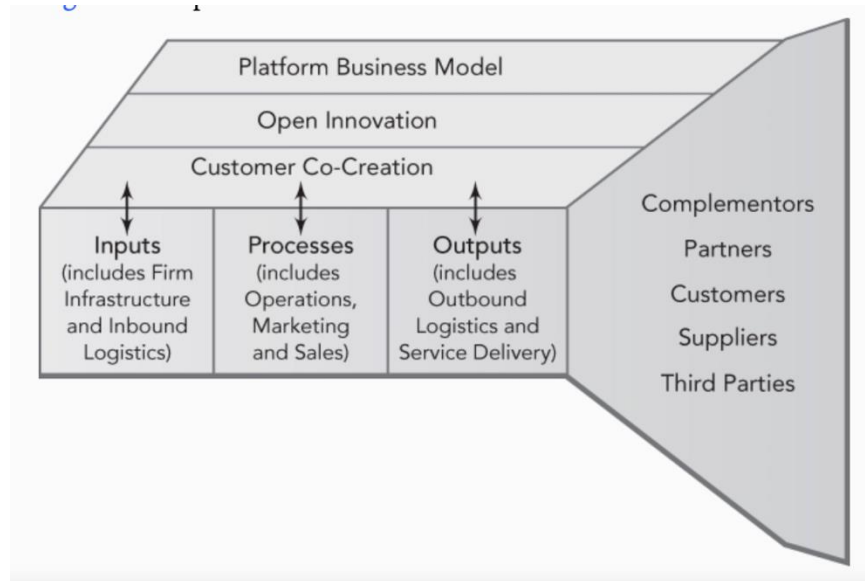 Platform Business Model
Open Innovation
Customer Co-Creation
Inputs
(includes Firm
Infrastructure
and Inbound
Logistics)
Processes
(includes
Operations,
Marketing
and Sales)
Outputs
(includes
Outbound
Logistics and
Service Delivery)
Complementors
Partners
Customers
Suppliers
Third Parties